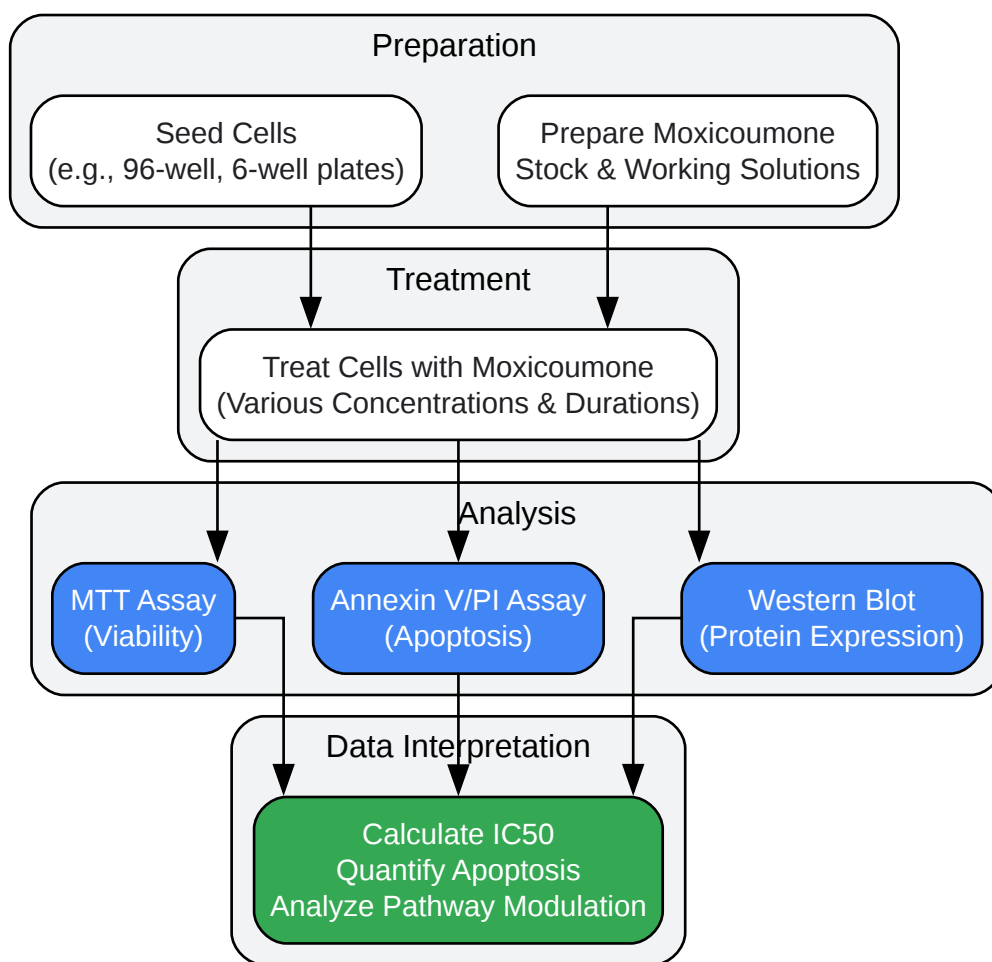 Preparation
Seed Cells
(e.g., 96-well, 6-well plates)
Prepare Moxicoumone
Stock & Working Solutions
Treatment
Treat Cells with Moxicoumone
(Various Concentrations & Durations)
Analysis
MTT Assay
(Viability)
Annexin V/PI Assay
(Apoptosis)
Western Blot
(Protein Expression)
Data Interpretation
Calculate IC50
Quantify Apoptosis
Analyze Pathway Modulation